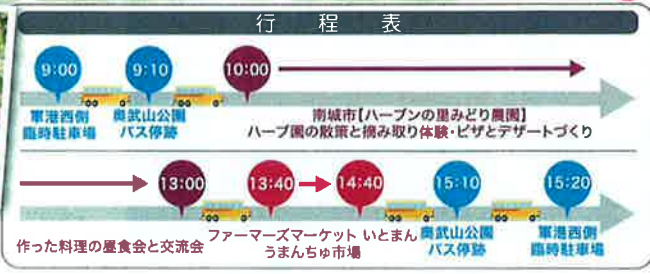 行程表
9:00
9:10
10:00
軍港西側
臨時駐車場
奥武山公園
バス停跡
南城市【ハーブンの里みどり農園】
ハーブ園の散策と摘み取り体験・ピザとデザートづくり
13:00
13:40
14:40
15:10
15:20
作った料理の昼食会と交流会
ファーマーズマーケット いとまん
うまんちゅ市場
奥武山公園
バス停跡
軍港西側
臨時駐車場